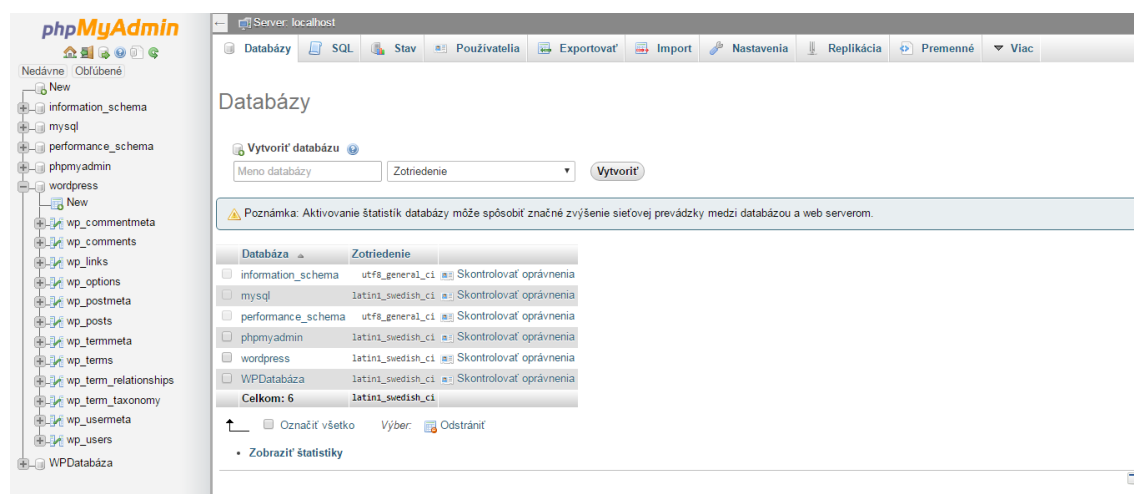 phpMyAdmin
Nedávne Obľúbené
New
information_schema
mysql
performance_schema
phpmyadmin
wordpress
New
wp_commentmeta
wp_comments
wp_links
wp_options
wp_postmeta
wp_posts
wp_termmeta
wp_terms
wp_term_relationships
wp_term_taxonomy
wp_usermeta
wp_users
WPDatabáza
Server: localhost
Databázy SQL Stav Používatelia Exportovať Import Nastavenia Replikácia Premenné Viac
Databázy
Vytvoriť databázu
Meno databázy Zotriedenie Vytvoriť
Poznámka: Aktivovanie štatistík databázy môže spôsobiť značné zvýšenie sieťovej prevádzky medzi databázou a web serverom.
Databáza Zotriedenie
information_schema utf8_general_ci Skontrolovať oprávnenia
mysql latin1_swedish_ci Skontrolovať oprávnenia
performance_schema utf8_general_ci Skontrolovať oprávnenia
phpmyadmin latin1_swedish_ci Skontrolovať oprávnenia
wordpress latin1_swedish_ci Skontrolovať oprávnenia
WPDatabáza latin1_swedish_ci Skontrolovať oprávnenia
Celkom: 6 latin1_swedish_ci
Označiť všetko Výber: Odstrániť
Zobraziť štatistiky